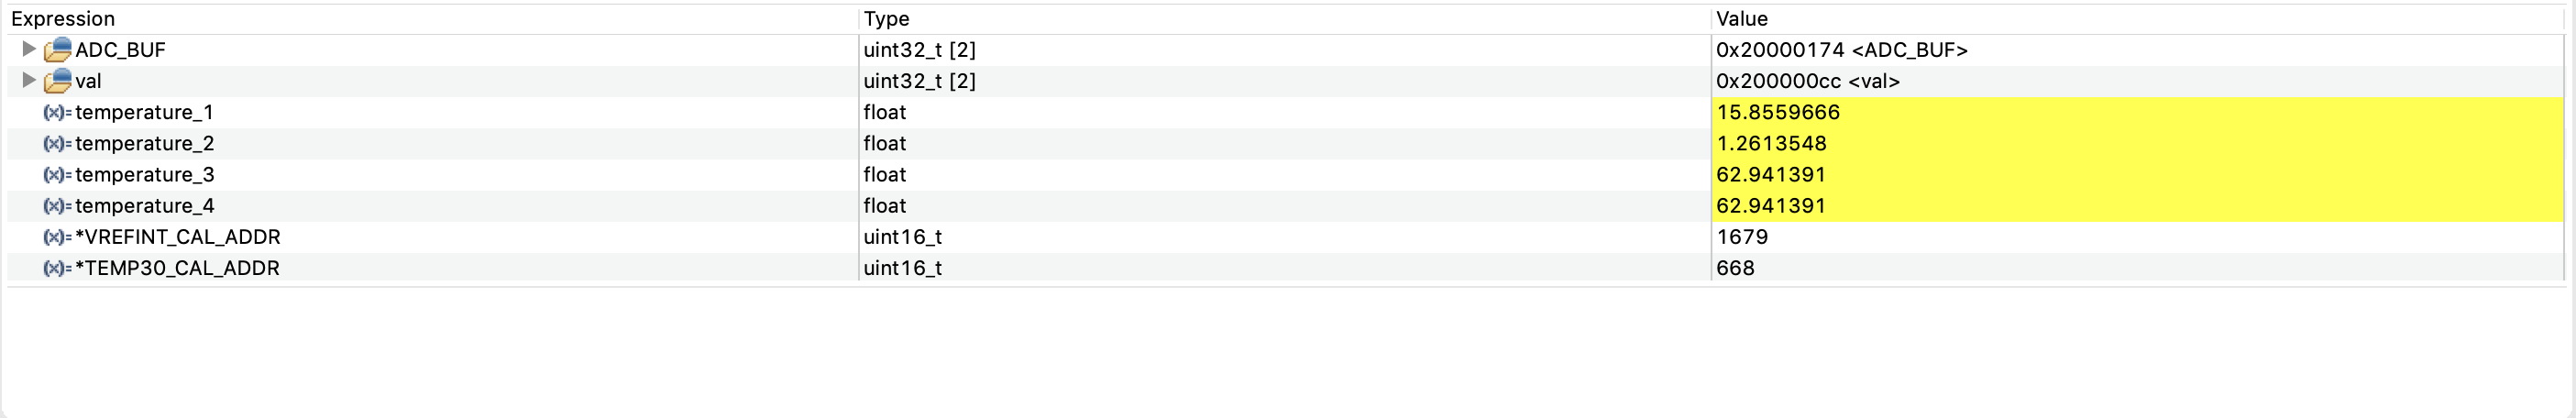 Expression Type Value
ADC_BUF uint32_t [2] 0x20000174 <ADC_BUF>
val uint32_t [2] 0x200000cc <val>
(x)= temperature_1 float 15.8559666
(x)= temperature_2 float 1.2613548
(x)= temperature_3 float 62.941391
(x)= temperature_4 float 62.941391
(x)= *VREFINT_CAL_ADDR uint16_t 1679
(x)= *TEMP30_CAL_ADDR uint16_t 668